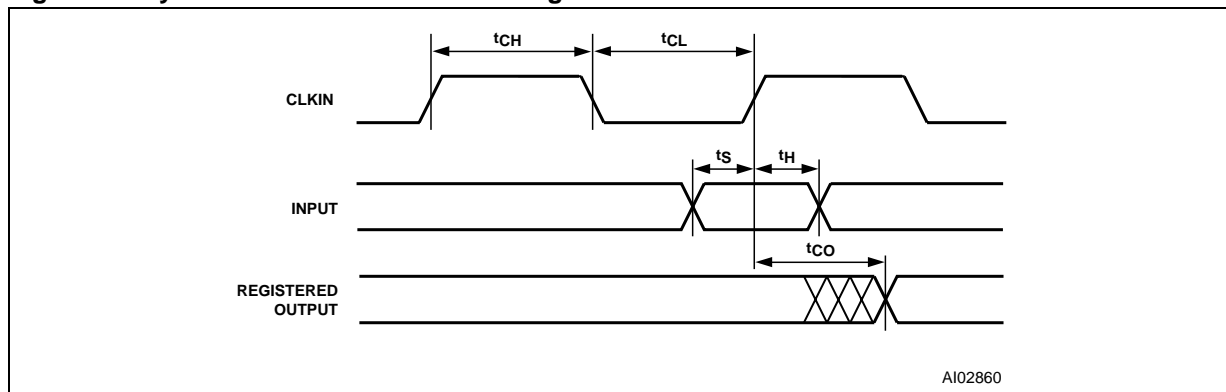 tCH
tCL
CLKIN
tS
tH
INPUT
tCO
REGISTERED
OUTPUT
AI02860